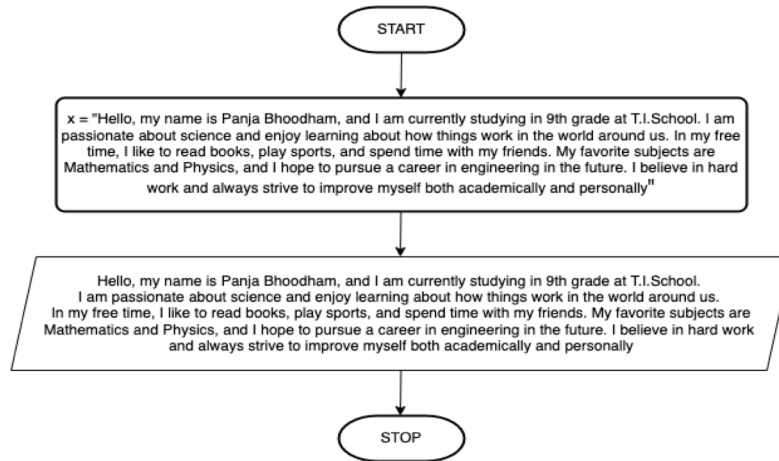 START
x = "Hello, my name is Panja Bhoodham, and I am currently studying in 9th grade at T.I.School. I am
passionate about science and enjoy learning about how things work in the world around us. In my free
time, I like to read books, play sports, and spend time with my friends. My favorite subjects are
Mathematics and Physics, and I hope to pursue a career in engineering in the future. I believe in hard
work and always strive to improve myself both academically and personally"
Hello, my name is Panja Bhoodham, and I am currently studying in 9th grade at T.I.School.
I am passionate about science and enjoy learning about how things work in the world around us.
In my free time, I like to read books, play sports, and spend time with my friends. My favorite subjects are
Mathematics and Physics, and I hope to pursue a career in engineering in the future. I believe in hard work
and always strive to improve myself both academically and personally
STOP